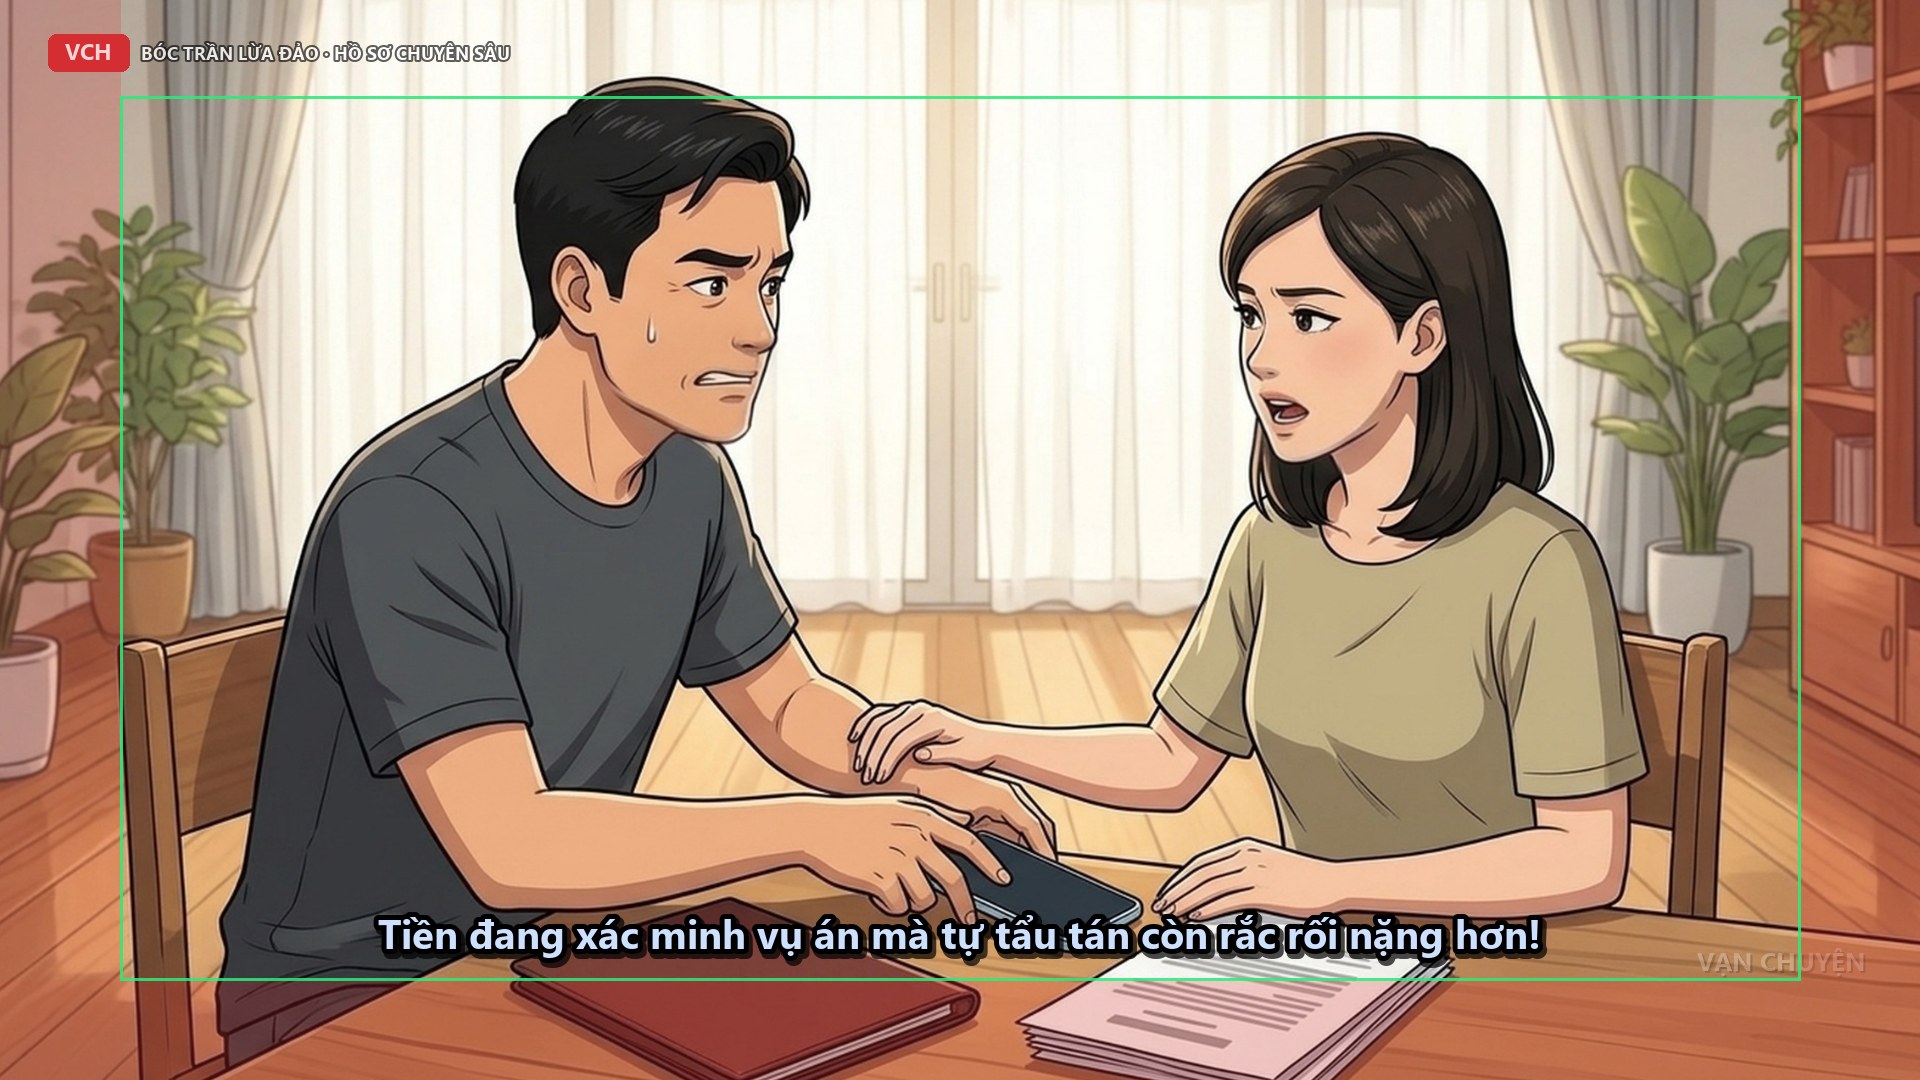 VCH BÓC TRẦN LỪA ĐẢO · HỒ SƠ CHUYÊN SÂU
Tiền đang xác minh vụ án mà tự tẩu tán còn rắc rối nặng hơn!
VẠN CHUYỆN